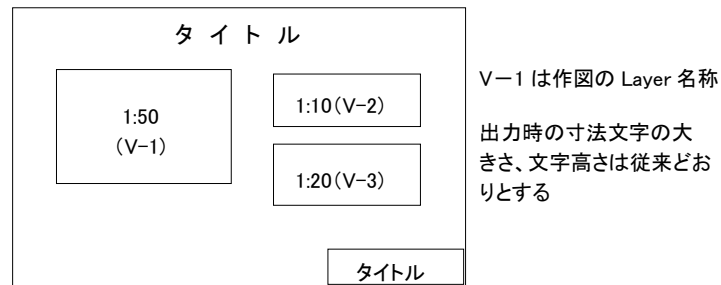 タ イ ト ル
1:50
(V-1)
1:10(V-2)
1:20(V-3)
タイトル
V-1 は作図の Layer 名称
出力時の寸法文字の大
きさ、文字高さは従来どお
りとする